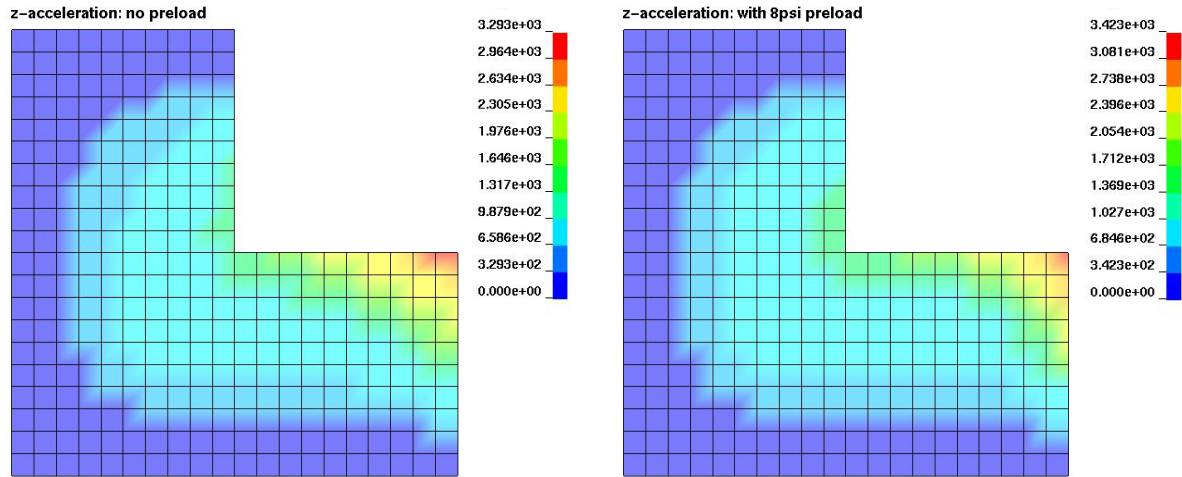 z-acceleration: no preload
3.293e+03
2.964e+03
2.634e+03
2.305e+03
1.976e+03
1.646e+03
1.317e+03
9.879e+02
6.586e+02
3.293e+02
0.000e+00
z-acceleration: with 8psi preload
3.423e+03
3.081e+03
2.738e+03
2.396e+03
2.054e+03
1.712e+03
1.369e+03
1.027e+03
6.846e+02
3.423e+02
0.000e+00